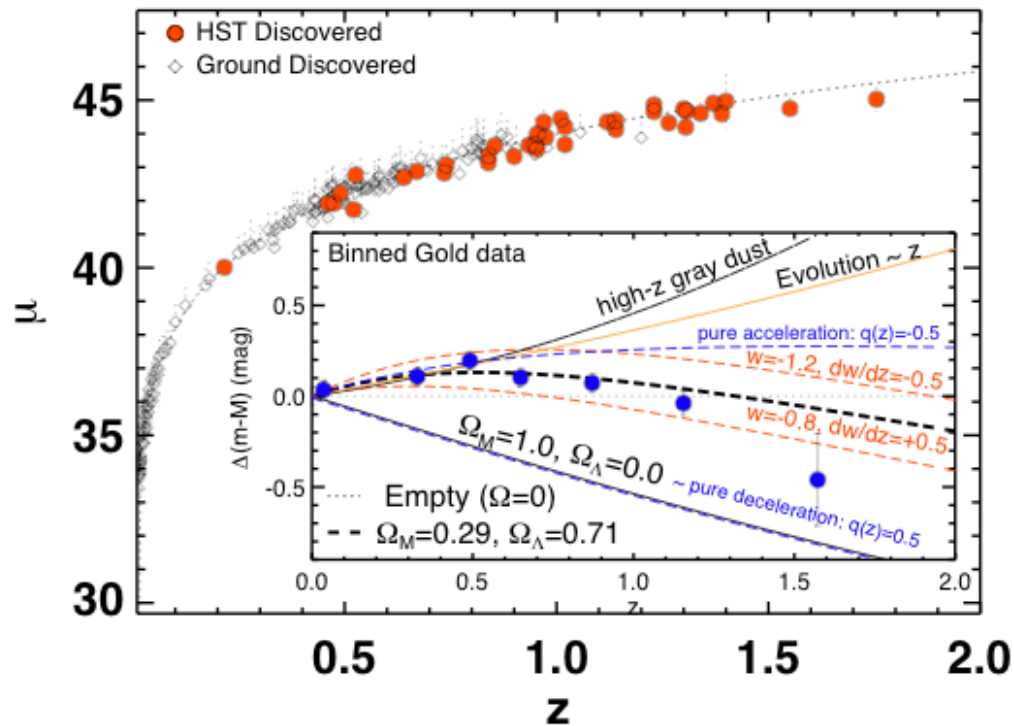 HST Discovered
Ground Discovered
μ
45
40
35
30
Binned Gold data
high-z gray dust
Evolution ~ z
pure acceleration: q(z)=-0.5
w=-1.2, dw/dz=-0.5
w=-0.8, dw/dz=+0.5
Ω_M=1.0, Ω_Λ=0.0
~ pure deceleration: q(z)=0.5
Empty (Ω=0)
Ω_M=0.29, Ω_Λ=0.71
Δ(m-M) (mag)
0.5
0.0
-0.5
0.0 0.5 1.0 1.5 2.0
z
0.5 1.0 1.5 2.0
z